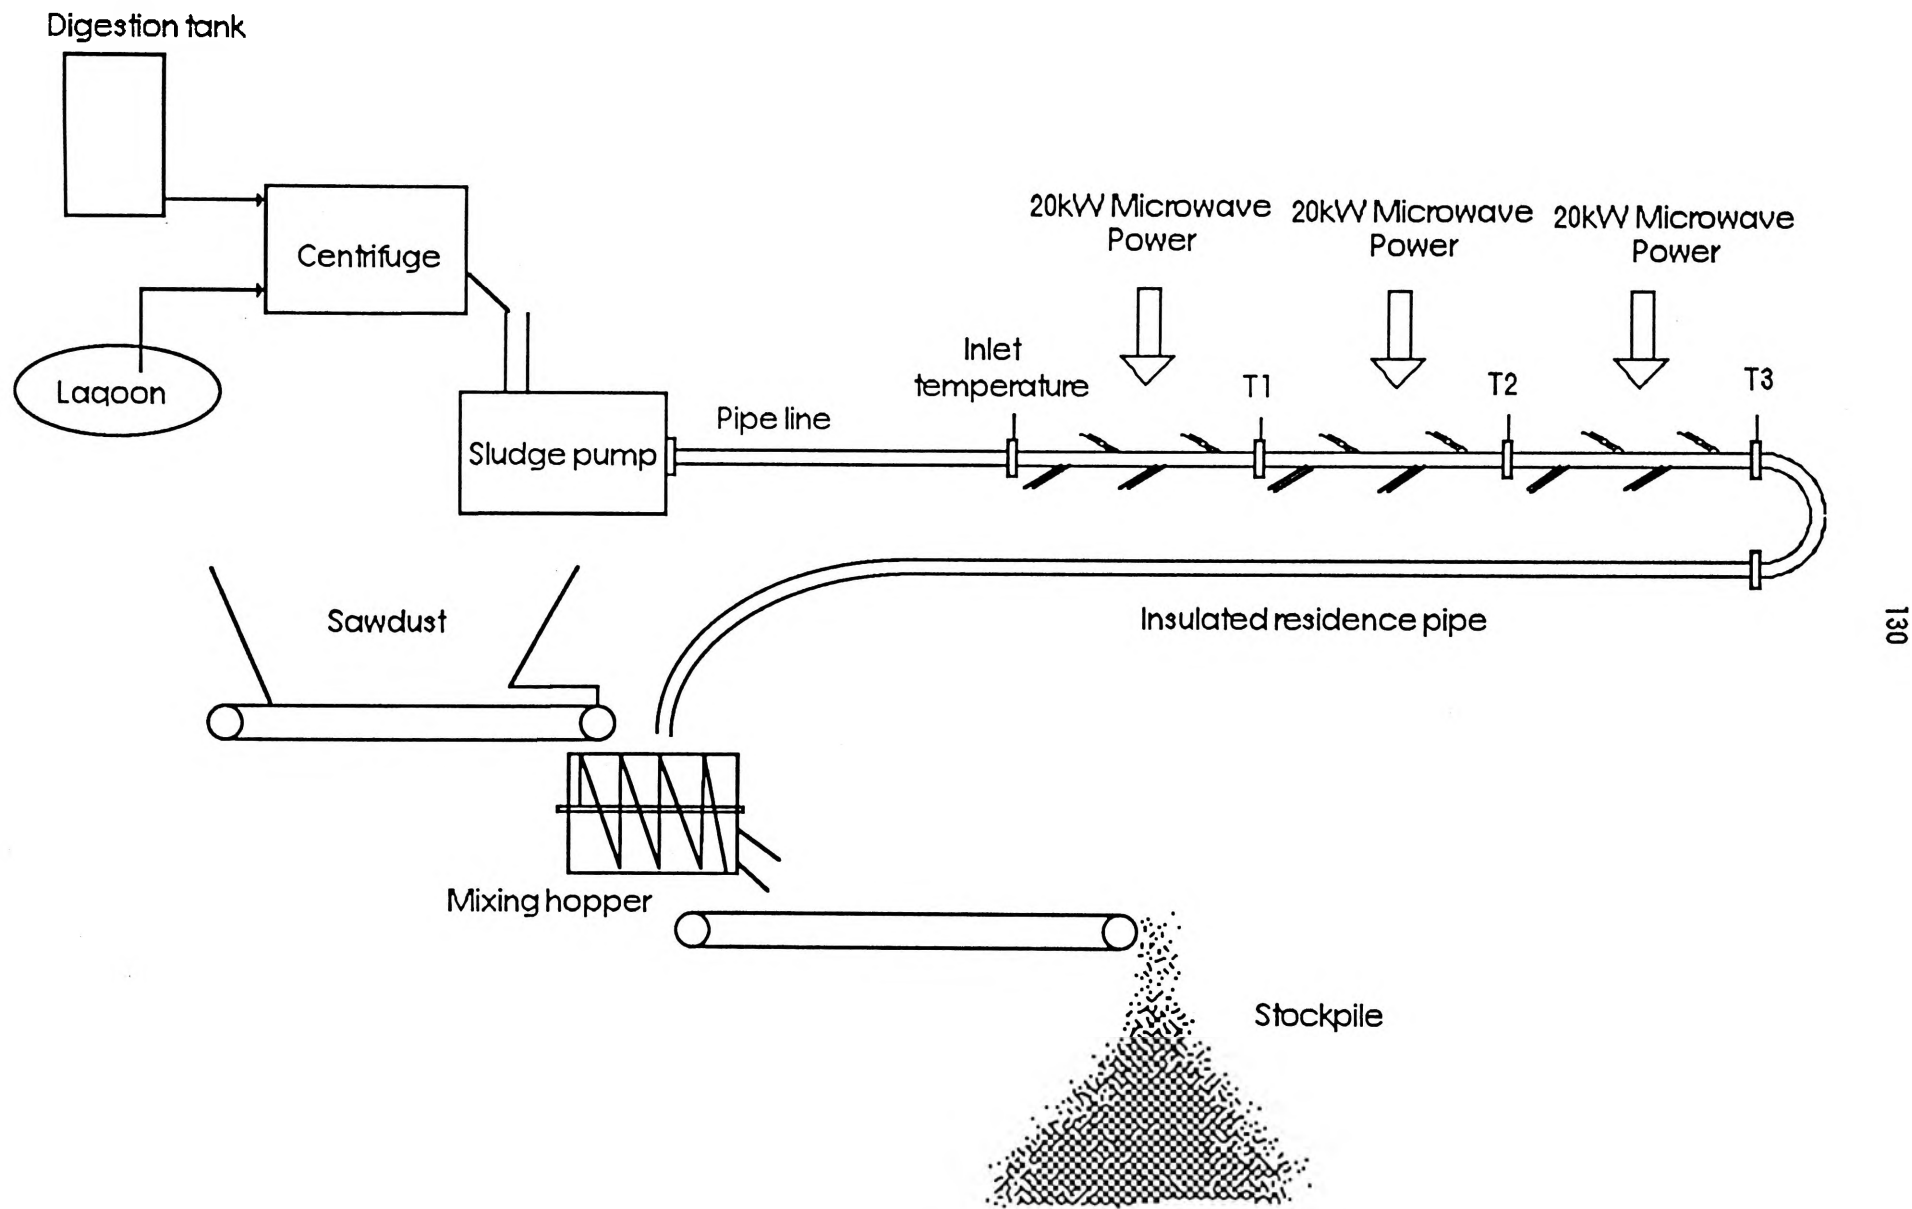 Digestion tank
Centrifuge
Laqoon
Sludge pump
Pipe line
Inlet
temperature
20kW Microwave
Power
20kW Microwave
Power
20kW Microwave
Power
T1
T2
T3
Insulated residence pipe
130
Sawdust
Mixing hopper
Stockpile